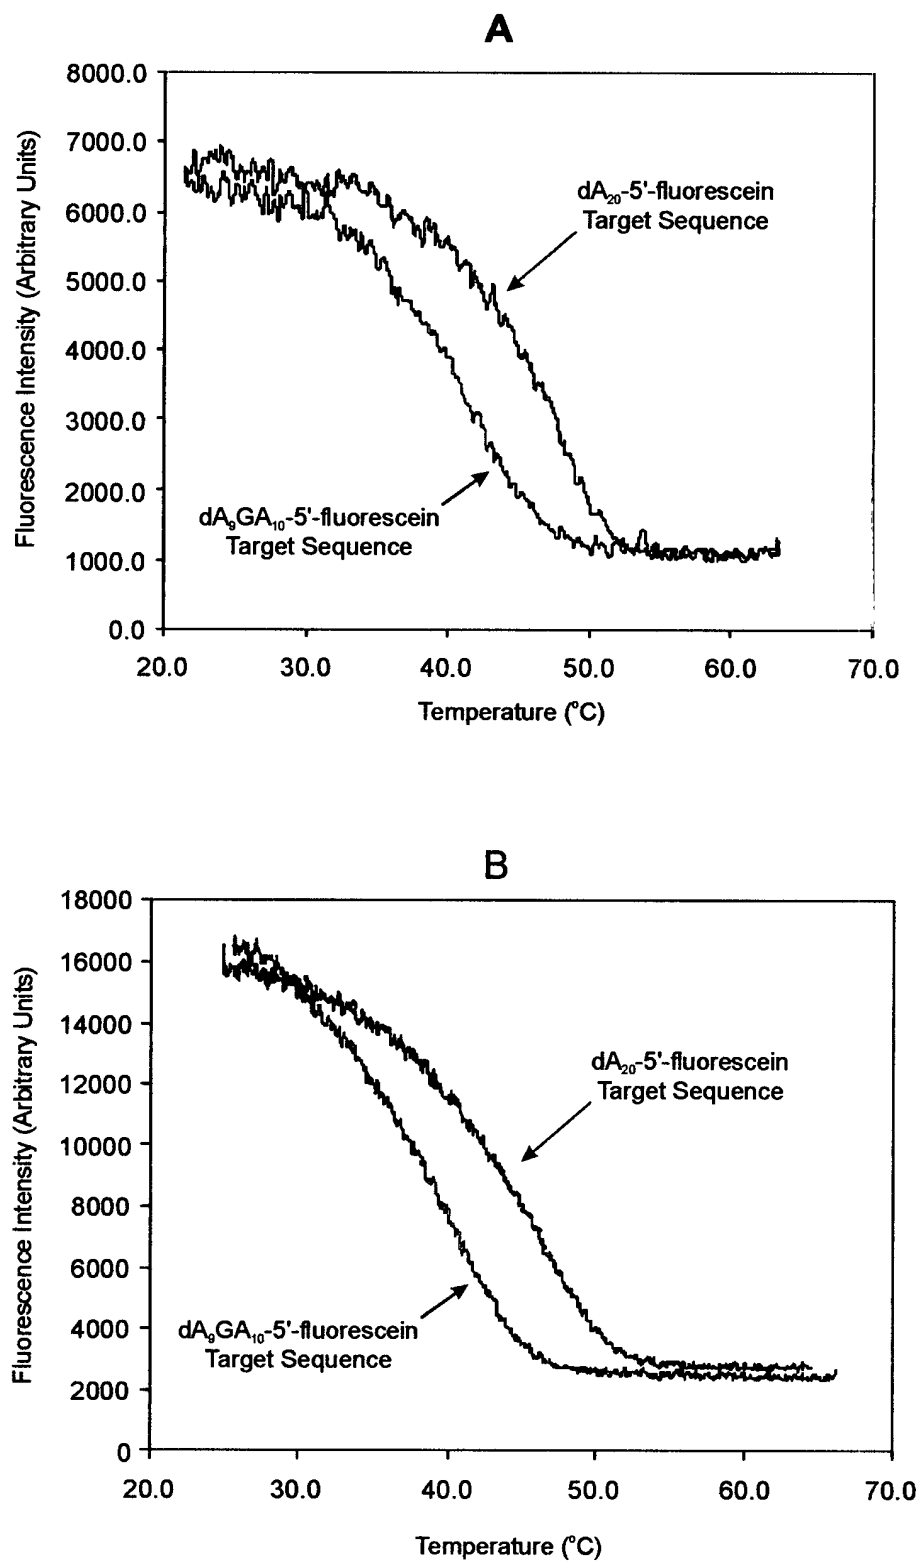 A
8000.0
7000.0
6000.0
5000.0
4000.0
3000.0
2000.0
1000.0
0.0
Fluorescence Intensity (Arbitrary Units)
dA₂₀-5'-fluorescein
Target Sequence
dA₉GA₁₀-5'-fluorescein
Target Sequence
20.0 30.0 40.0 50.0 60.0 70.0
Temperature (°C)
B
18000
16000
14000
12000
10000
8000
6000
4000
2000
0
Fluorescence Intensity (Arbitrary Units)
dA₂₀-5'-fluorescein
Target Sequence
dA₉GA₁₀-5'-fluorescein
Target Sequence
20.0 30.0 40.0 50.0 60.0 70.0
Temperature (°C)